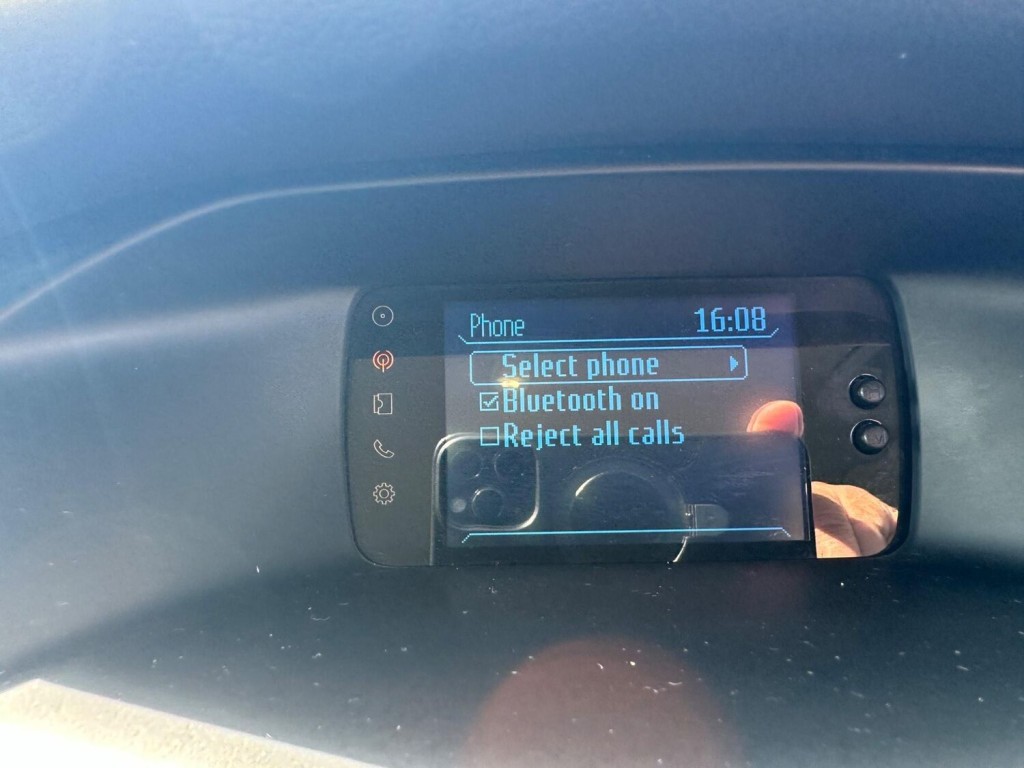 Phone 16:08
Select phone
Bluetooth on
Reject all calls